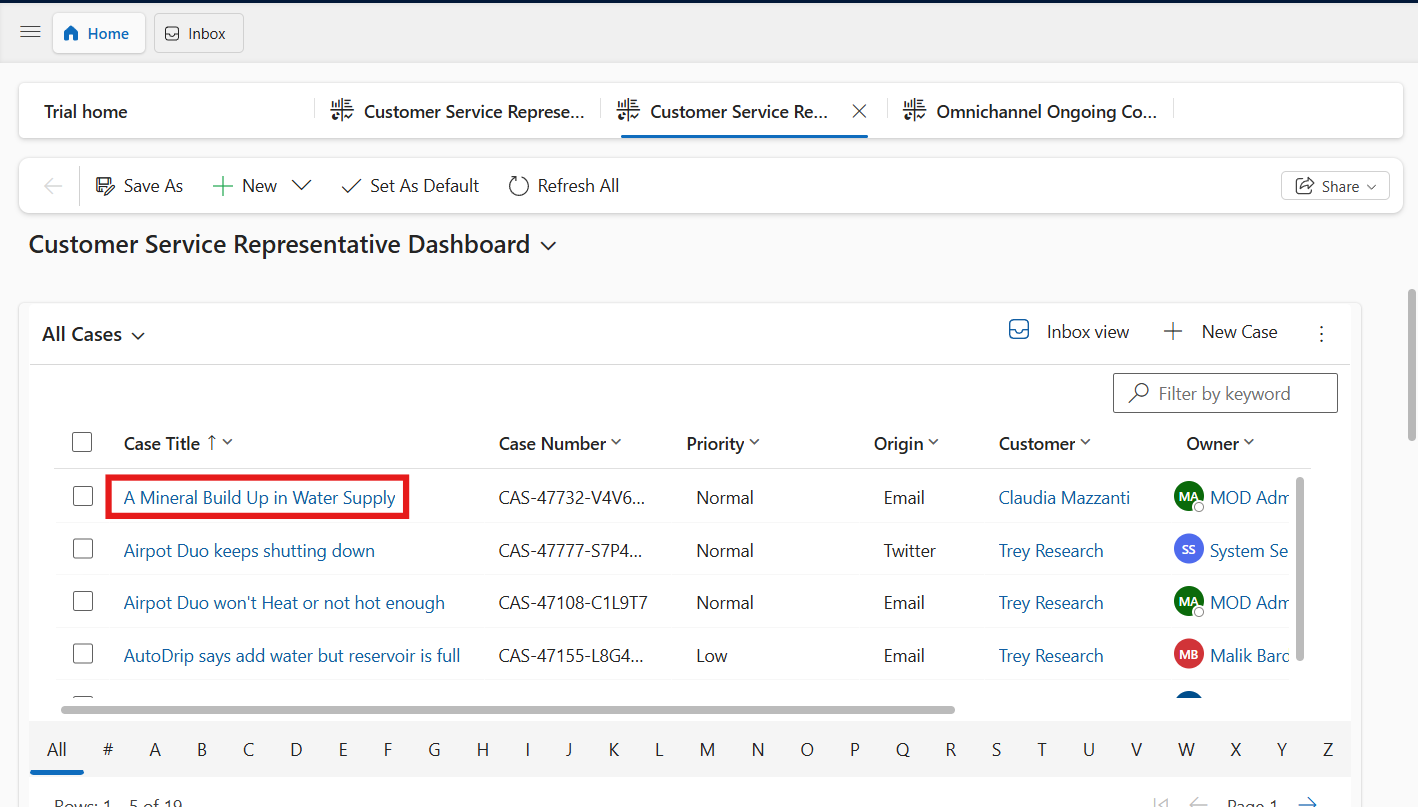 Home Inbox
Trial home Customer Service Represe... Customer Service Re... Omnichannel Ongoing Co...
Save As New Set As Default Refresh All Share
Customer Service Representative Dashboard
All Cases Inbox view New Case
Filter by keyword
Case Title Case Number Priority Origin Customer Owner
A Mineral Build Up in Water Supply CAS-47732-V4V6... Normal Email Claudia Mazzanti MA MOD Adm
Airpot Duo keeps shutting down CAS-47777-S7P4... Normal Twitter Trey Research SS System Se
Airpot Duo won't Heat or not hot enough CAS-47108-C1L9T7 Normal Email Trey Research MA MOD Adm
AutoDrip says add water but reservoir is full CAS-47155-L8G4... Low Email Trey Research MB Malik Barc
All # A B C D E F G H I J K L M N O P Q R S T U V W X Y Z
Rows: 1 - 5 of 19 Page 1